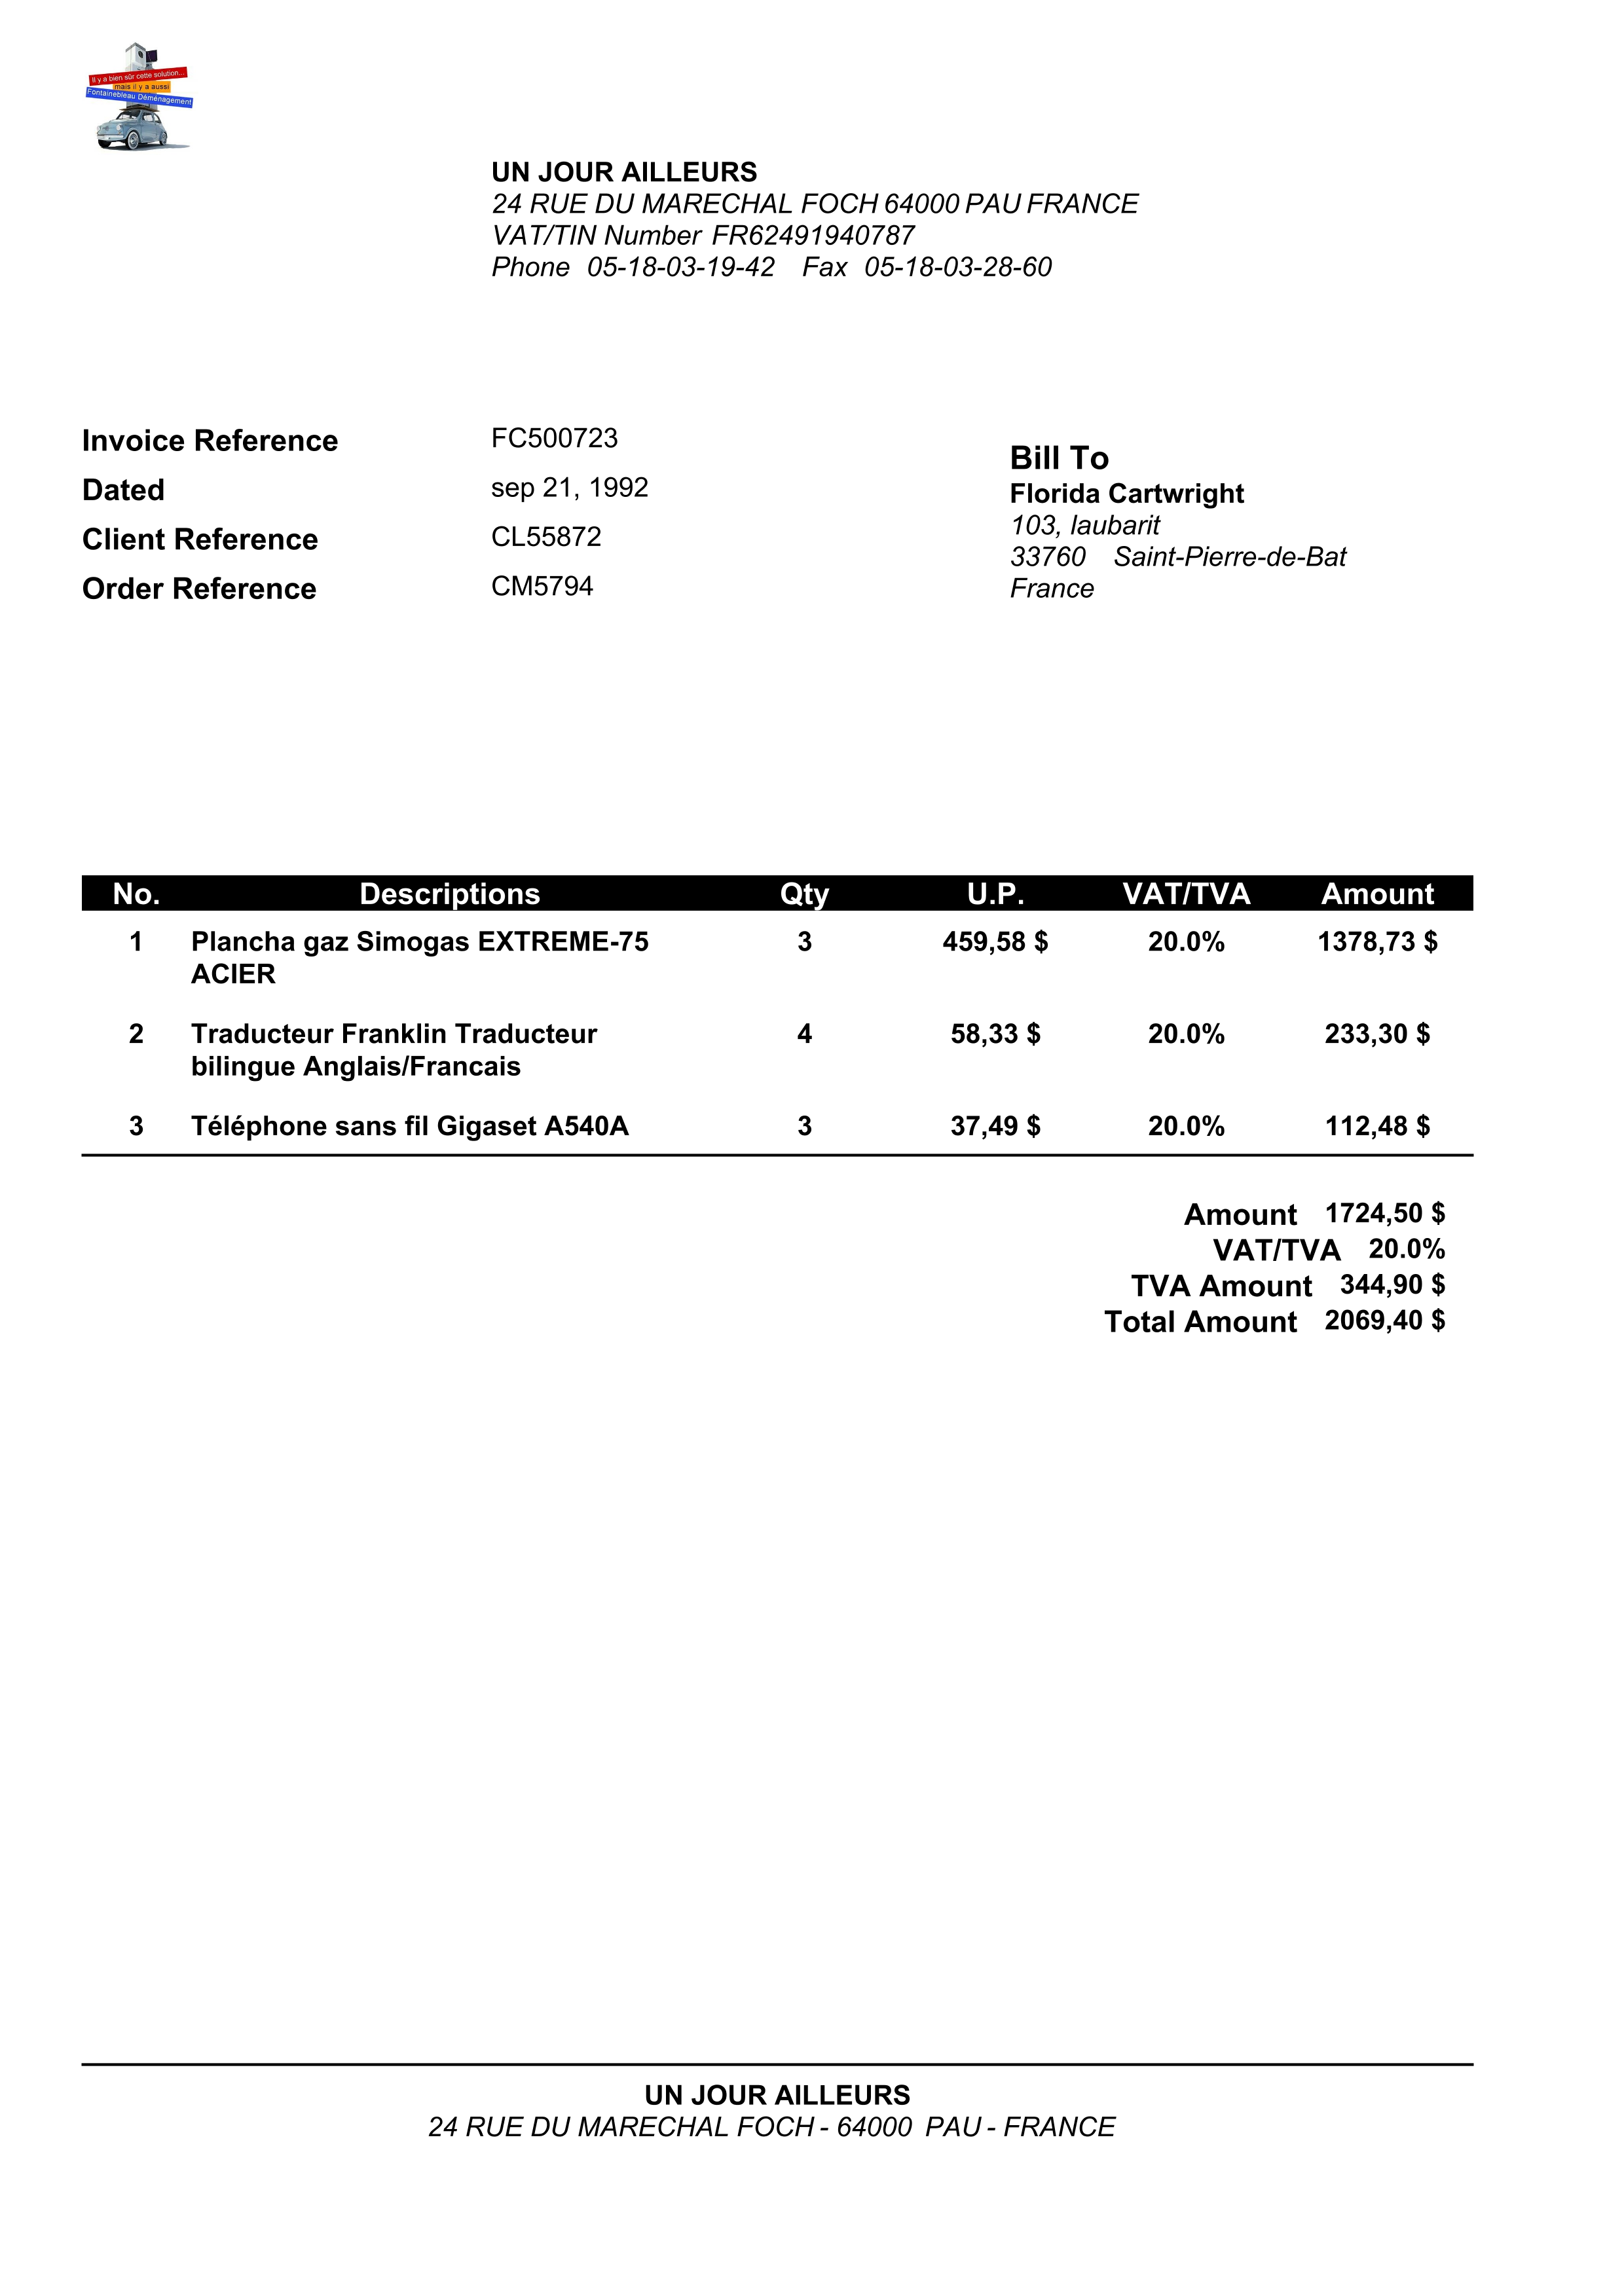 Il y a bien sûr cette solution...
mais il y a aussi
Fontainebleau Déménagement
UN JOUR AILLEURS
24 RUE DU MARECHAL FOCH 64000 PAU FRANCE
VAT/TIN Number FR62491940787
Phone 05-18-03-19-42 Fax 05-18-03-28-60
Invoice Reference FC500723
Dated sep 21, 1992
Client Reference CL55872
Order Reference CM5794
Bill To
Florida Cartwright
103, laubarit
33760 Saint-Pierre-de-Bat
France
No. Descriptions Qty U.P. VAT/TVA Amount
1 Plancha gaz Simogas EXTREME-75 3 459,58 $ 20.0% 1378,73 $
ACIER
2 Traducteur Franklin Traducteur 4 58,33 $ 20.0% 233,30 $
bilingue Anglais/Francais
3 Téléphone sans fil Gigaset A540A 3 37,49 $ 20.0% 112,48 $
Amount 1724,50 $
VAT/TVA 20.0%
TVA Amount 344,90 $
Total Amount 2069,40 $
UN JOUR AILLEURS
24 RUE DU MARECHAL FOCH - 64000 PAU - FRANCE